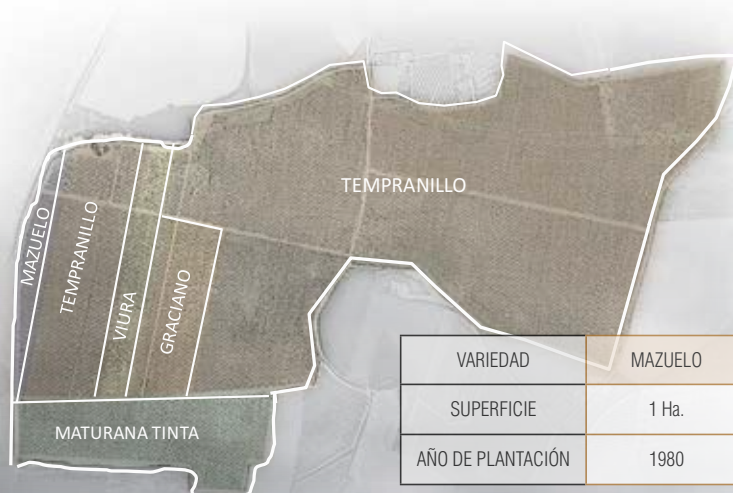 TEMPRANILLO
MAZUELO
TEMPRANILLO
VIURA
GRACIANO
MATURANA TINTA
VARIEDAD MAZUELO
SUPERFICIE 1 Ha.
AÑO DE PLANTACIÓN 1980